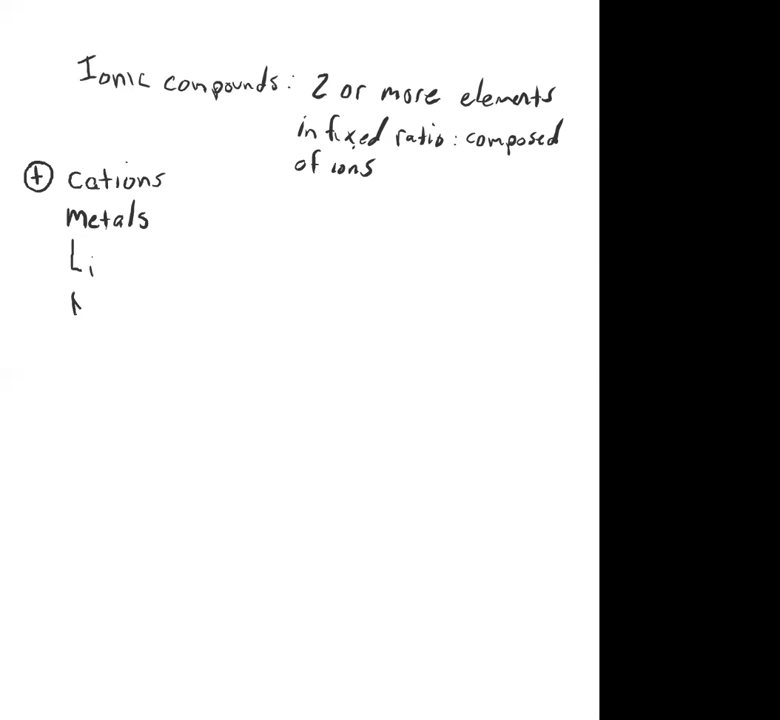 Ionic compounds: 2 or more elements
in fixed ratio: composed
of ions
⊕ cations
metals
Li